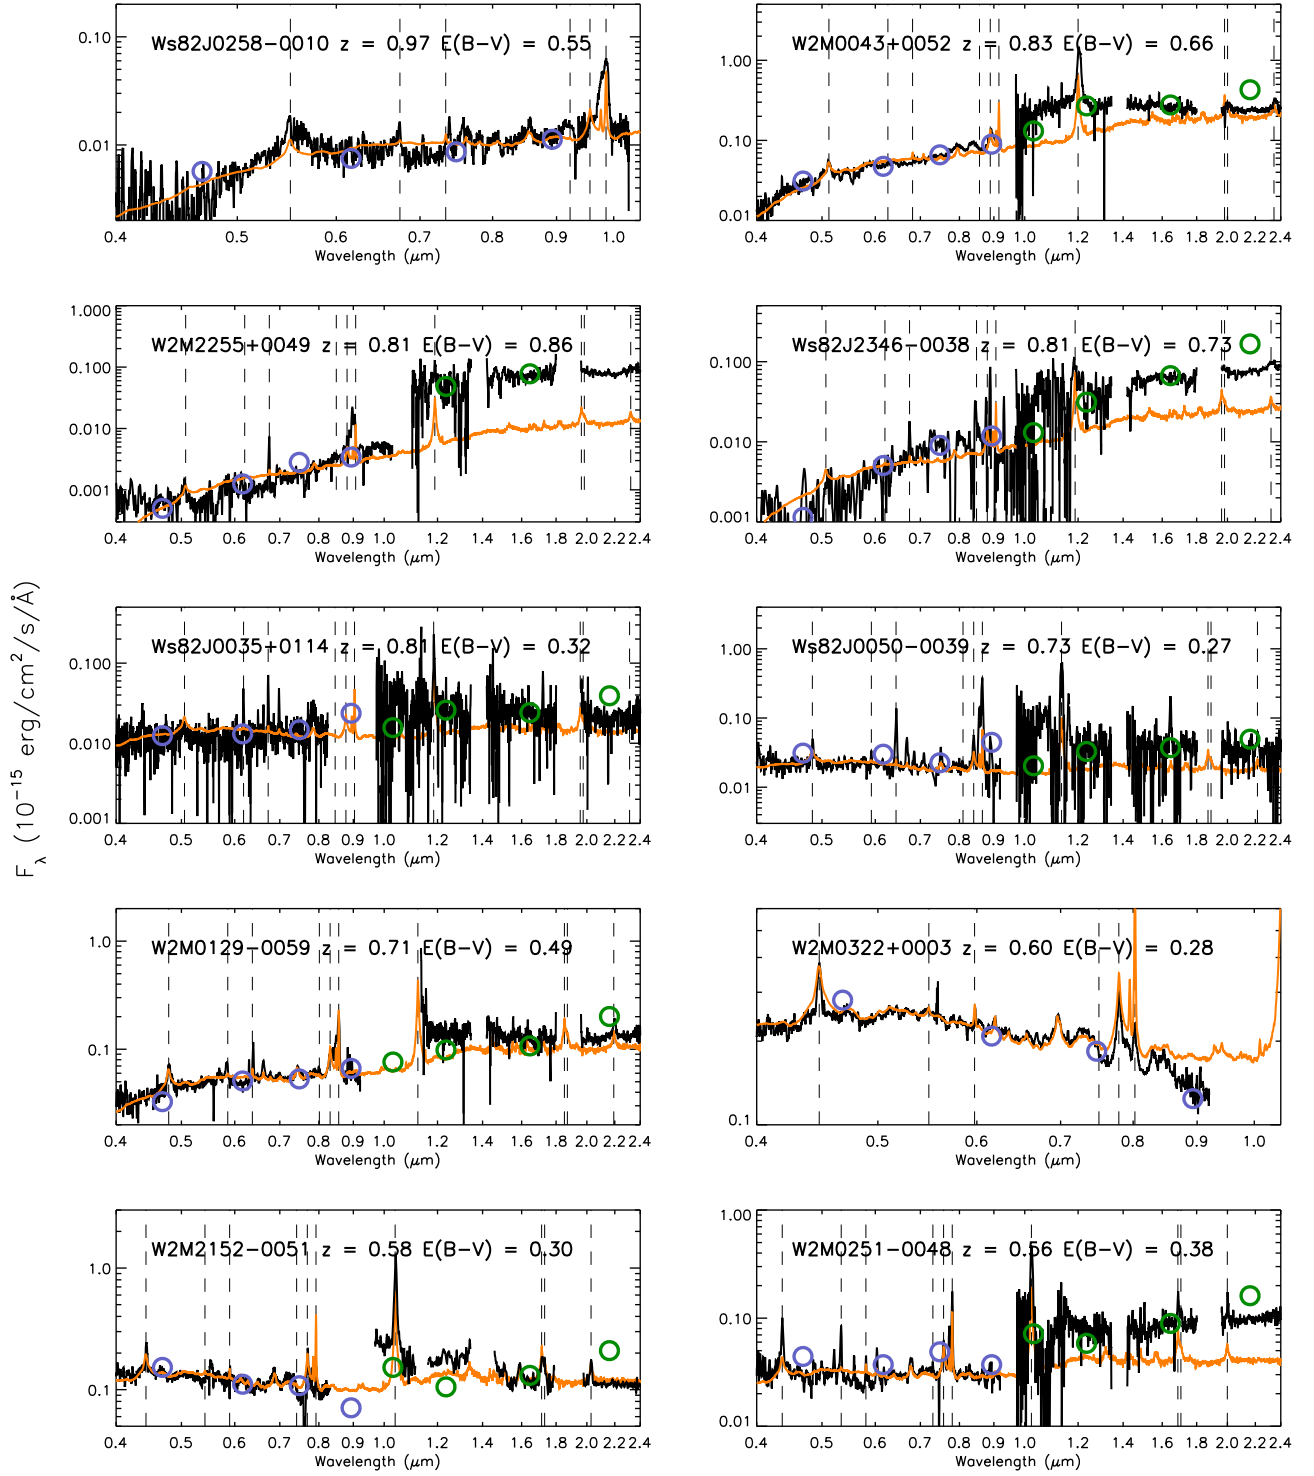 F_λ (10^−15 erg/cm^2/s/Å)
Ws82J0258−0010 z = 0.97 E(B−V) = 0.55
0.10
0.01
0.4 0.5 0.6 0.7 0.8 0.9 1.0
Wavelength (μm)
W2M0043+0052 z = 0.83 E(B−V) = 0.66
1.00
0.10
0.01
0.4 0.5 0.6 0.7 0.8 0.9 1.0 1.2 1.4 1.6 1.8 2.0 2.2 2.4
Wavelength (μm)
W2M2255+0049 z = 0.81 E(B−V) = 0.86
1.000
0.100
0.010
0.001
0.4 0.5 0.6 0.7 0.8 0.9 1.0 1.2 1.4 1.6 1.8 2.0 2.2 2.4
Wavelength (μm)
Ws82J2346−0038 z = 0.81 E(B−V) = 0.73
0.100
0.010
0.001
0.4 0.5 0.6 0.7 0.8 0.9 1.0 1.2 1.4 1.6 1.8 2.0 2.2 2.4
Wavelength (μm)
Ws82J0035+0114 z = 0.81 E(B−V) = 0.32
0.100
0.010
0.001
0.4 0.5 0.6 0.7 0.8 0.9 1.0 1.2 1.4 1.6 1.8 2.0 2.2 2.4
Wavelength (μm)
Ws82J0050−0039 z = 0.73 E(B−V) = 0.27
1.00
0.10
0.01
0.4 0.5 0.6 0.7 0.8 0.9 1.0 1.2 1.4 1.6 1.8 2.0 2.2 2.4
Wavelength (μm)
W2M0129−0059 z = 0.71 E(B−V) = 0.49
1.0
0.1
0.4 0.5 0.6 0.7 0.8 0.9 1.0 1.2 1.4 1.6 1.8 2.0 2.2 2.4
Wavelength (μm)
W2M0322+0003 z = 0.60 E(B−V) = 0.28
0.1
0.4 0.5 0.6 0.7 0.8 0.9 1.0
Wavelength (μm)
W2M2152−0051 z = 0.58 E(B−V) = 0.30
1.0
0.1
0.4 0.5 0.6 0.7 0.8 0.9 1.0 1.2 1.4 1.6 1.8 2.0 2.2 2.4
Wavelength (μm)
W2M0251−0048 z = 0.56 E(B−V) = 0.38
1.00
0.10
0.01
0.4 0.5 0.6 0.7 0.8 0.9 1.0 1.2 1.4 1.6 1.8 2.0 2.2 2.4
Wavelength (μm)